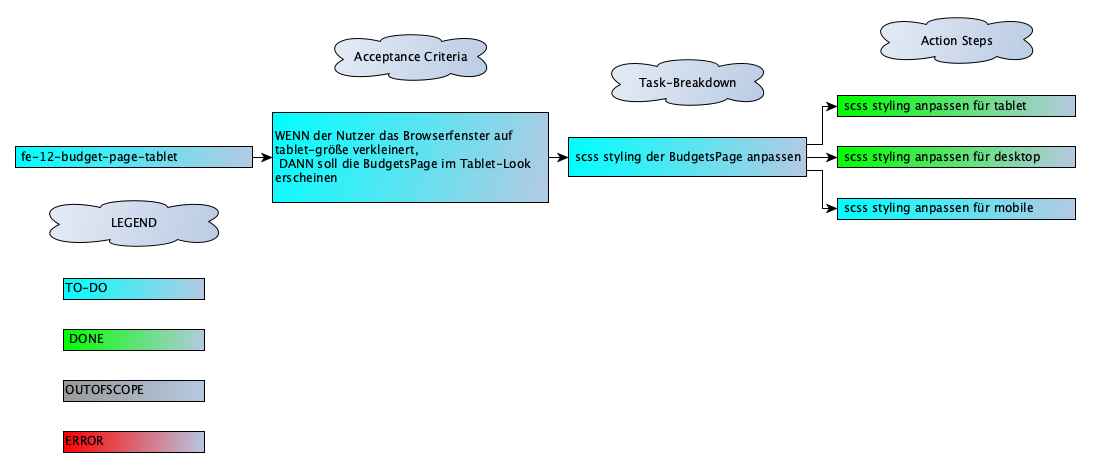 Action Steps
Acceptance Criteria
Task-Breakdown
fe-12-budget-page-tablet
WENN der Nutzer das Browserfenster auf
tablet-größe verkleinert,
DANN soll die BudgetsPage im Tablet-Look
erscheinen
scss styling der BudgetsPage anpassen
scss styling anpassen für tablet
scss styling anpassen für desktop
scss styling anpassen für mobile
LEGEND
TO-DO
DONE
OUTOFSCOPE
ERROR